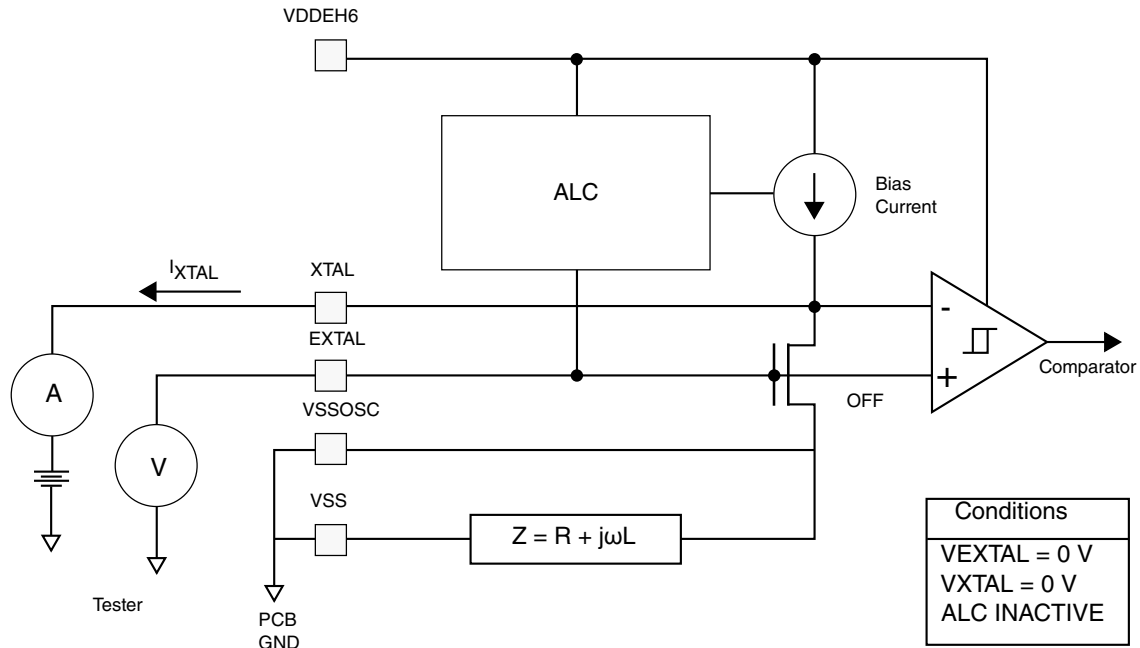 VDDEH6
ALC
Bias
Current
IXTAL
XTAL
-
EXTAL
Comparator
A
+
VSSOSC
OFF
V
VSS
Z = R + jωL
Conditions
VEXTAL = 0 V
VXTAL = 0 V
ALC INACTIVE
Tester
PCB
GND